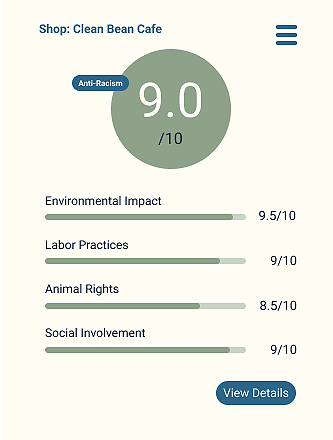 Shop: Clean Bean Cafe
Anti-Racism
9.0
/10
Environmental Impact
9.5/10
Labor Practices
9/10
Animal Rights
8.5/10
Social Involvement
9/10
View Details